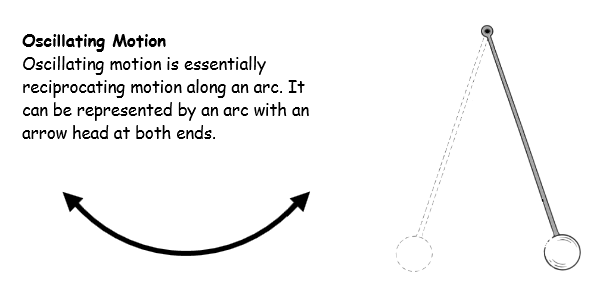 Oscillating Motion
Oscillating motion is essentially
reciprocating motion along an arc. It
can be represented by an arc with an
arrow head at both ends.